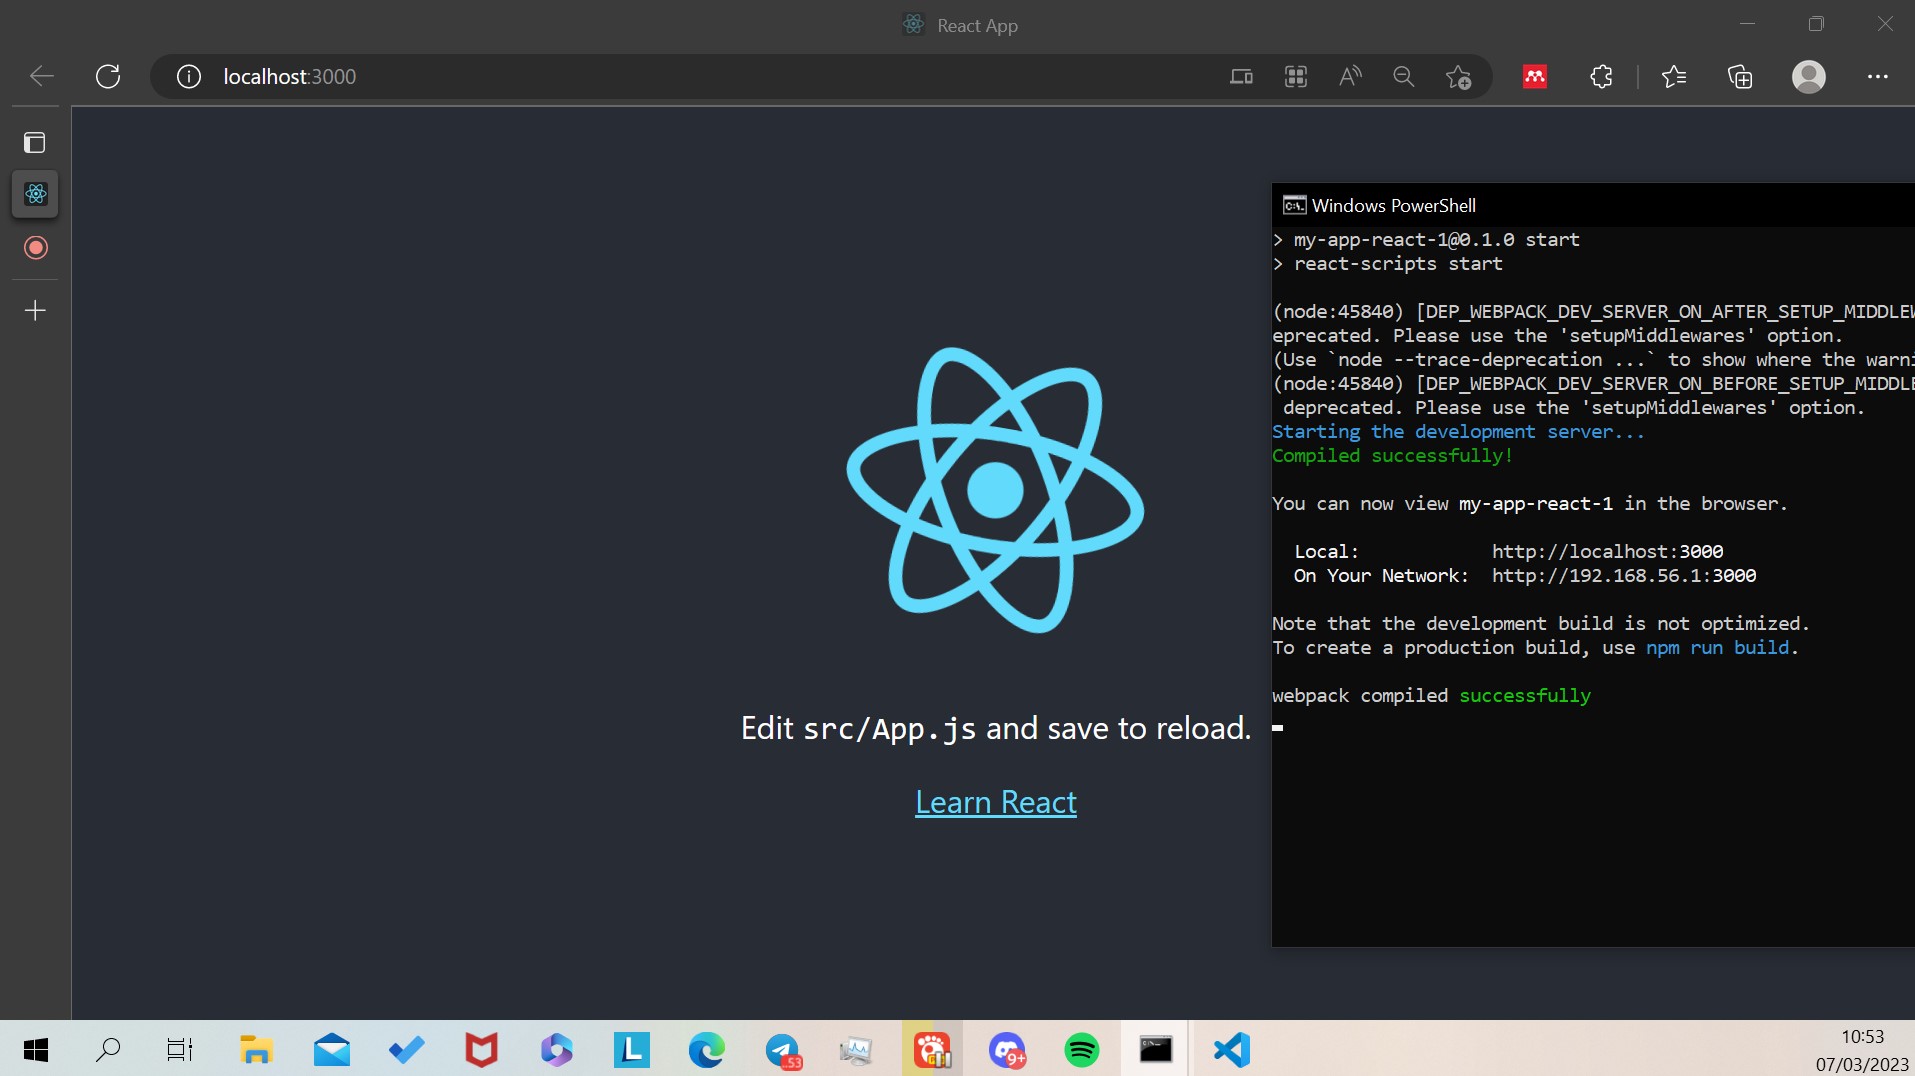 React App
localhost:3000
Windows PowerShell
> my-app-react-1@0.1.0 start
> react-scripts start
(node:45840) [DEP_WEBPACK_DEV_SERVER_ON_AFTER_SETUP_MIDDLEW
eprecated. Please use the 'setupMiddlewares' option.
(Use `node --trace-deprecation ...` to show where the warni
(node:45840) [DEP_WEBPACK_DEV_SERVER_ON_BEFORE_SETUP_MIDDLE
deprecated. Please use the 'setupMiddlewares' option.
Starting the development server...
Compiled successfully!
You can now view my-app-react-1 in the browser.
Local: http://localhost:3000
On Your Network: http://192.168.56.1:3000
Note that the development build is not optimized.
To create a production build, use npm run build.
webpack compiled successfully
Edit src/App.js and save to reload.
Learn React
L
..53
9+
10:53
07/03/2023